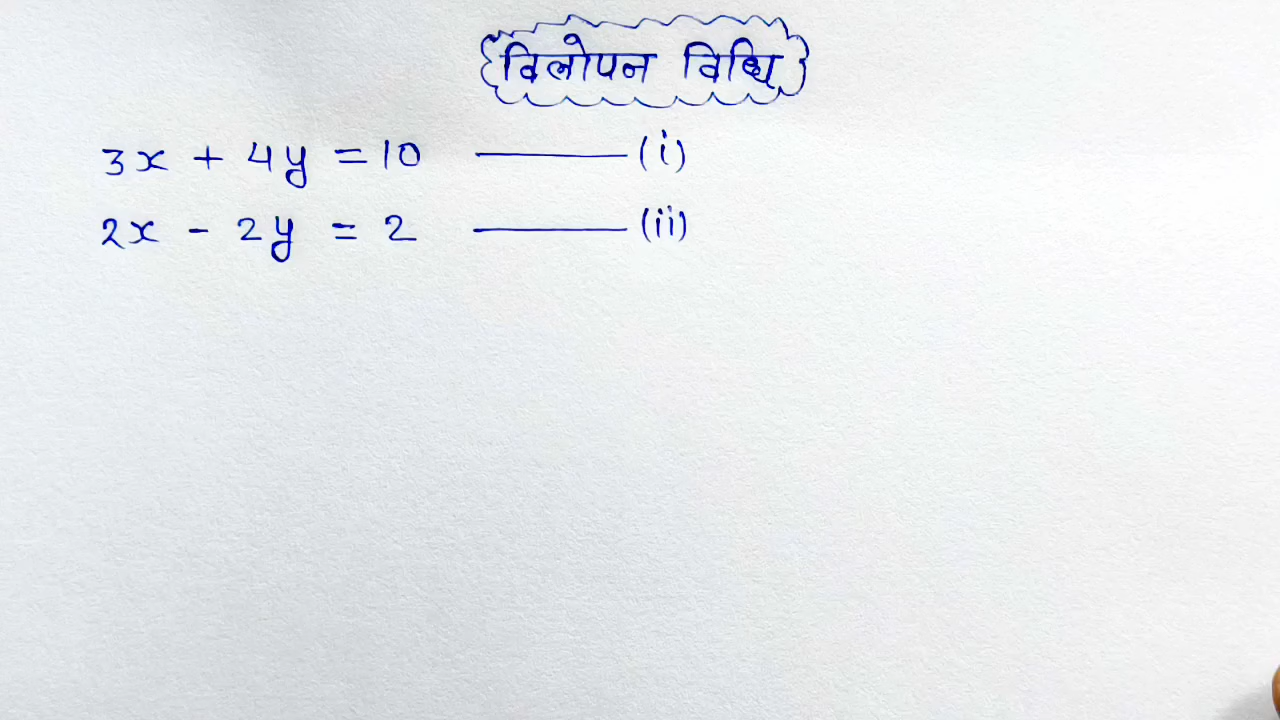 विलोपन विधि
3x + 4y = 10 ——— (i)
2x - 2y = 2 ——— (ii)